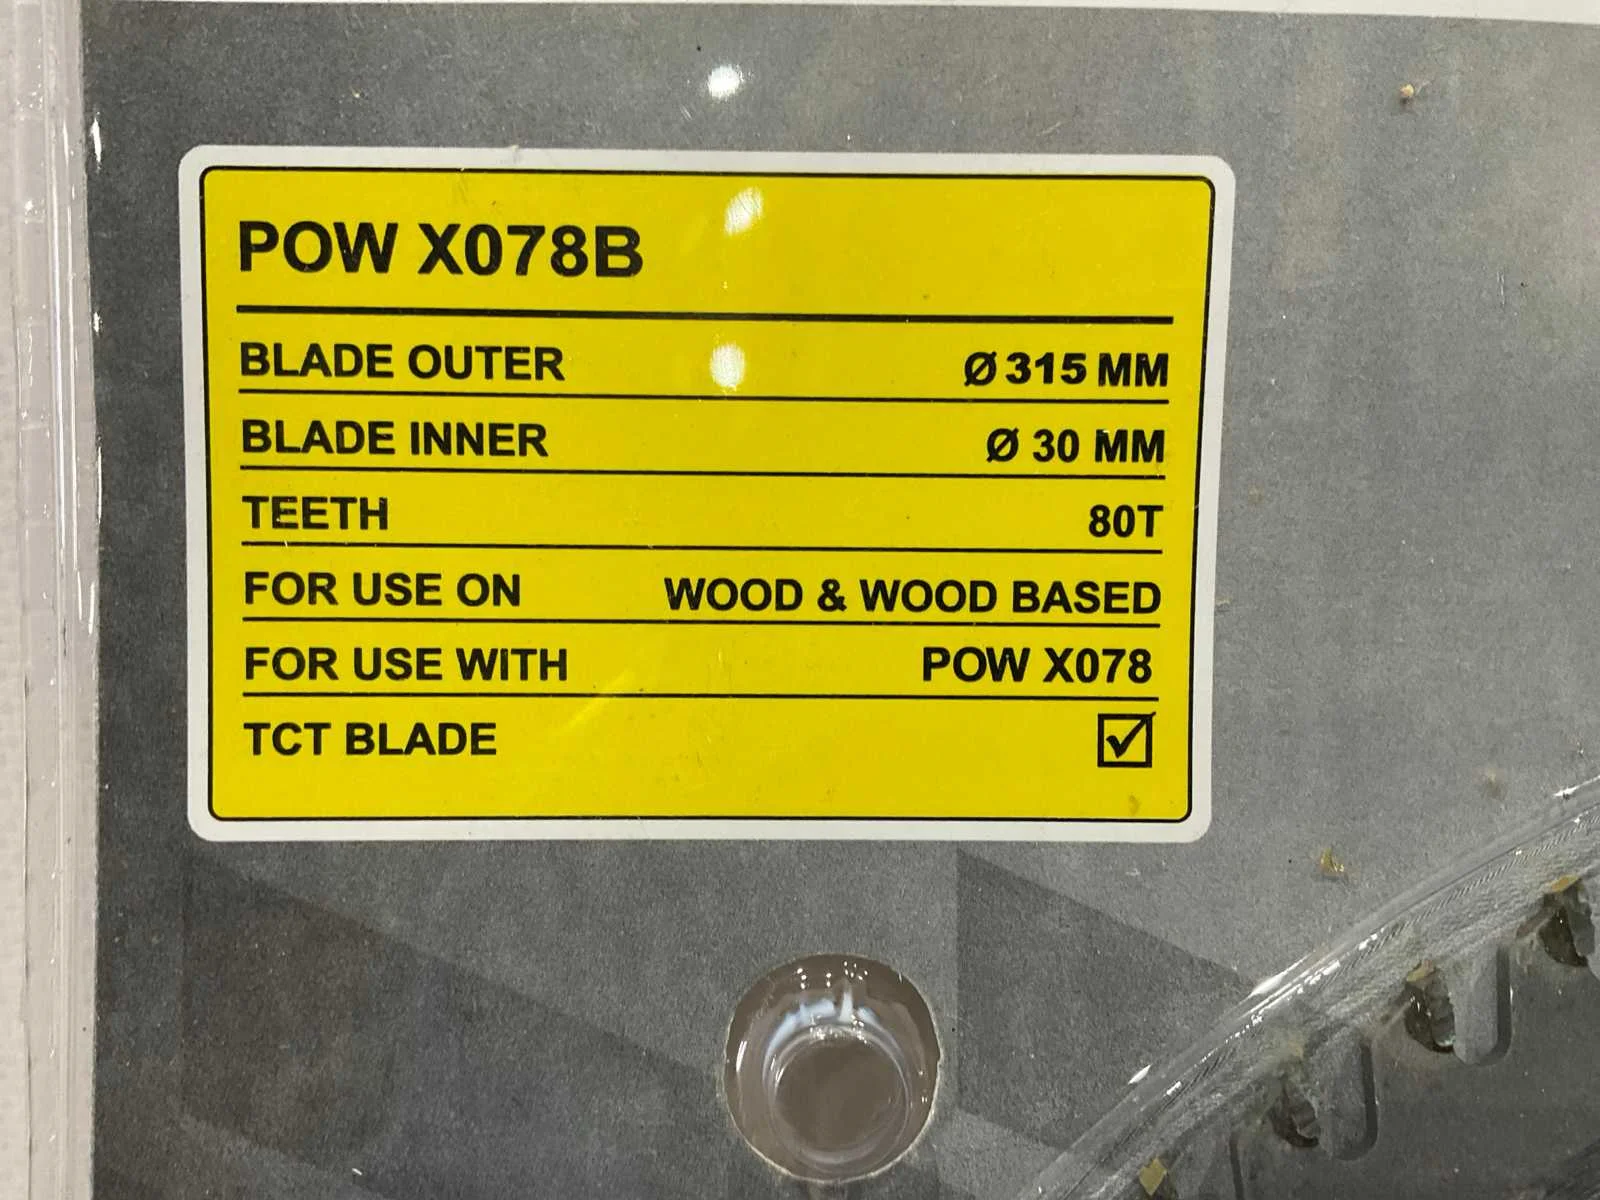 POW X078B
BLADE OUTER Ø 315 MM
BLADE INNER Ø 30 MM
TEETH 80T
FOR USE ON WOOD & WOOD BASED
FOR USE WITH POW X078
TCT BLADE ☑